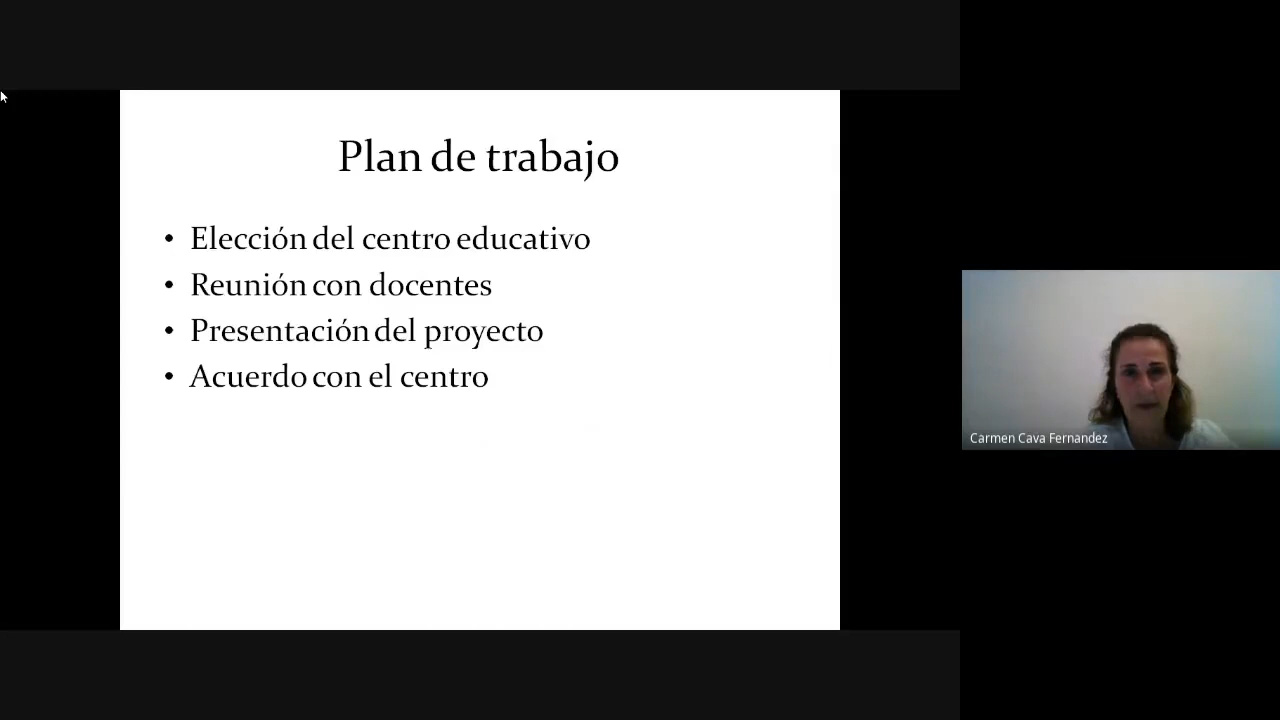 Plan de trabajo
• Elección del centro educativo
• Reunión con docentes
• Presentación del proyecto
• Acuerdo con el centro
Carmen Cava Fernandez